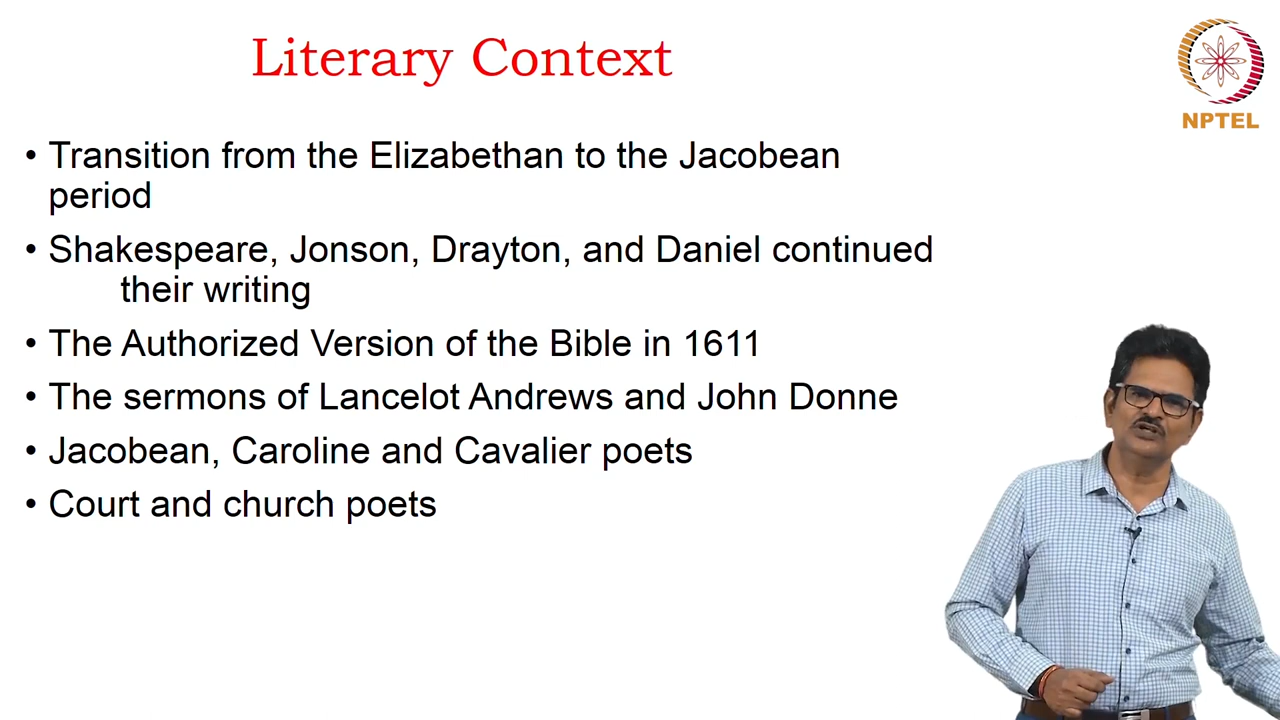 Literary Context
NPTEL
• Transition from the Elizabethan to the Jacobean
period
• Shakespeare, Jonson, Drayton, and Daniel continued
their writing
• The Authorized Version of the Bible in 1611
• The sermons of Lancelot Andrews and John Donne
• Jacobean, Caroline and Cavalier poets
• Court and church poets